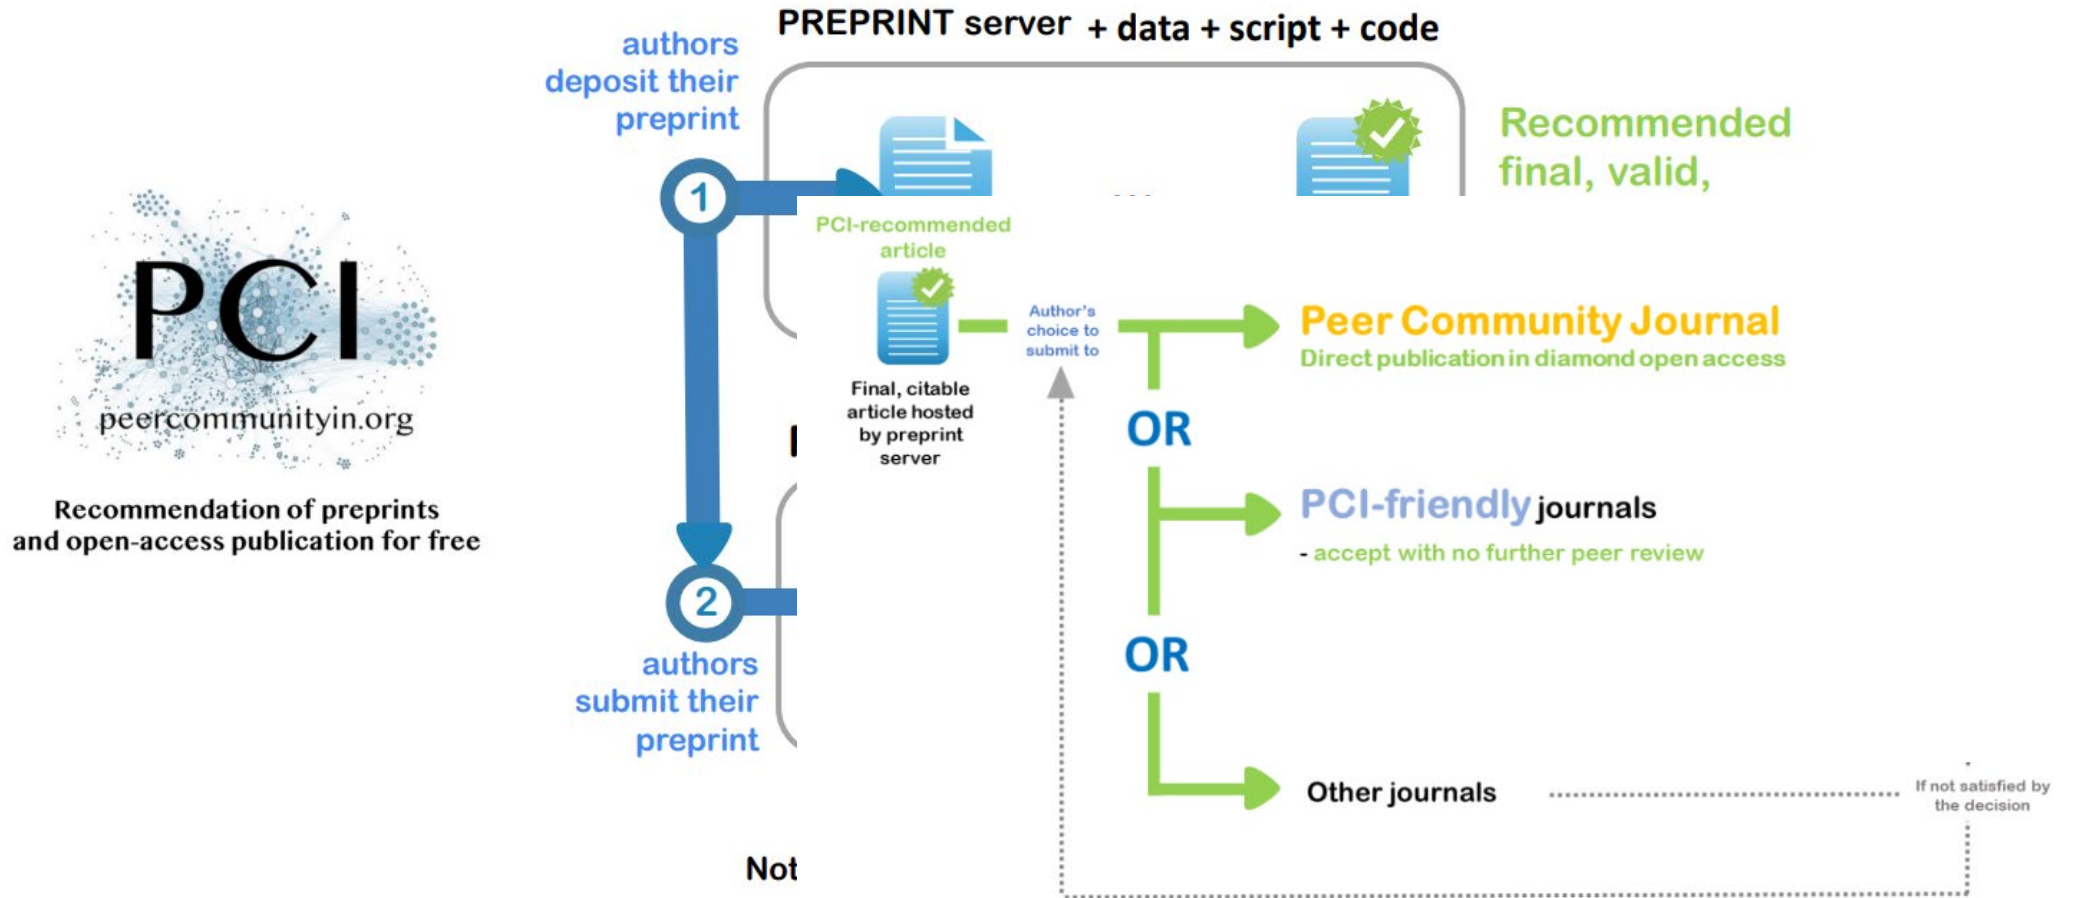 PCI
peercommunityin.org
Recommendation of preprints
and open-access publication for free
PREPRINT server + data + script + code
authors
deposit their
preprint
1
Recommended
final, valid,
2
authors
submit their
preprint
Not
PCI-recommended
article
Final, citable
article hosted
by preprint
server
Author's
choice to
submit to
Peer Community Journal
Direct publication in diamond open access
OR
PCI-friendly journals
- accept with no further peer review
OR
Other journals
If not satisfied by
the decision